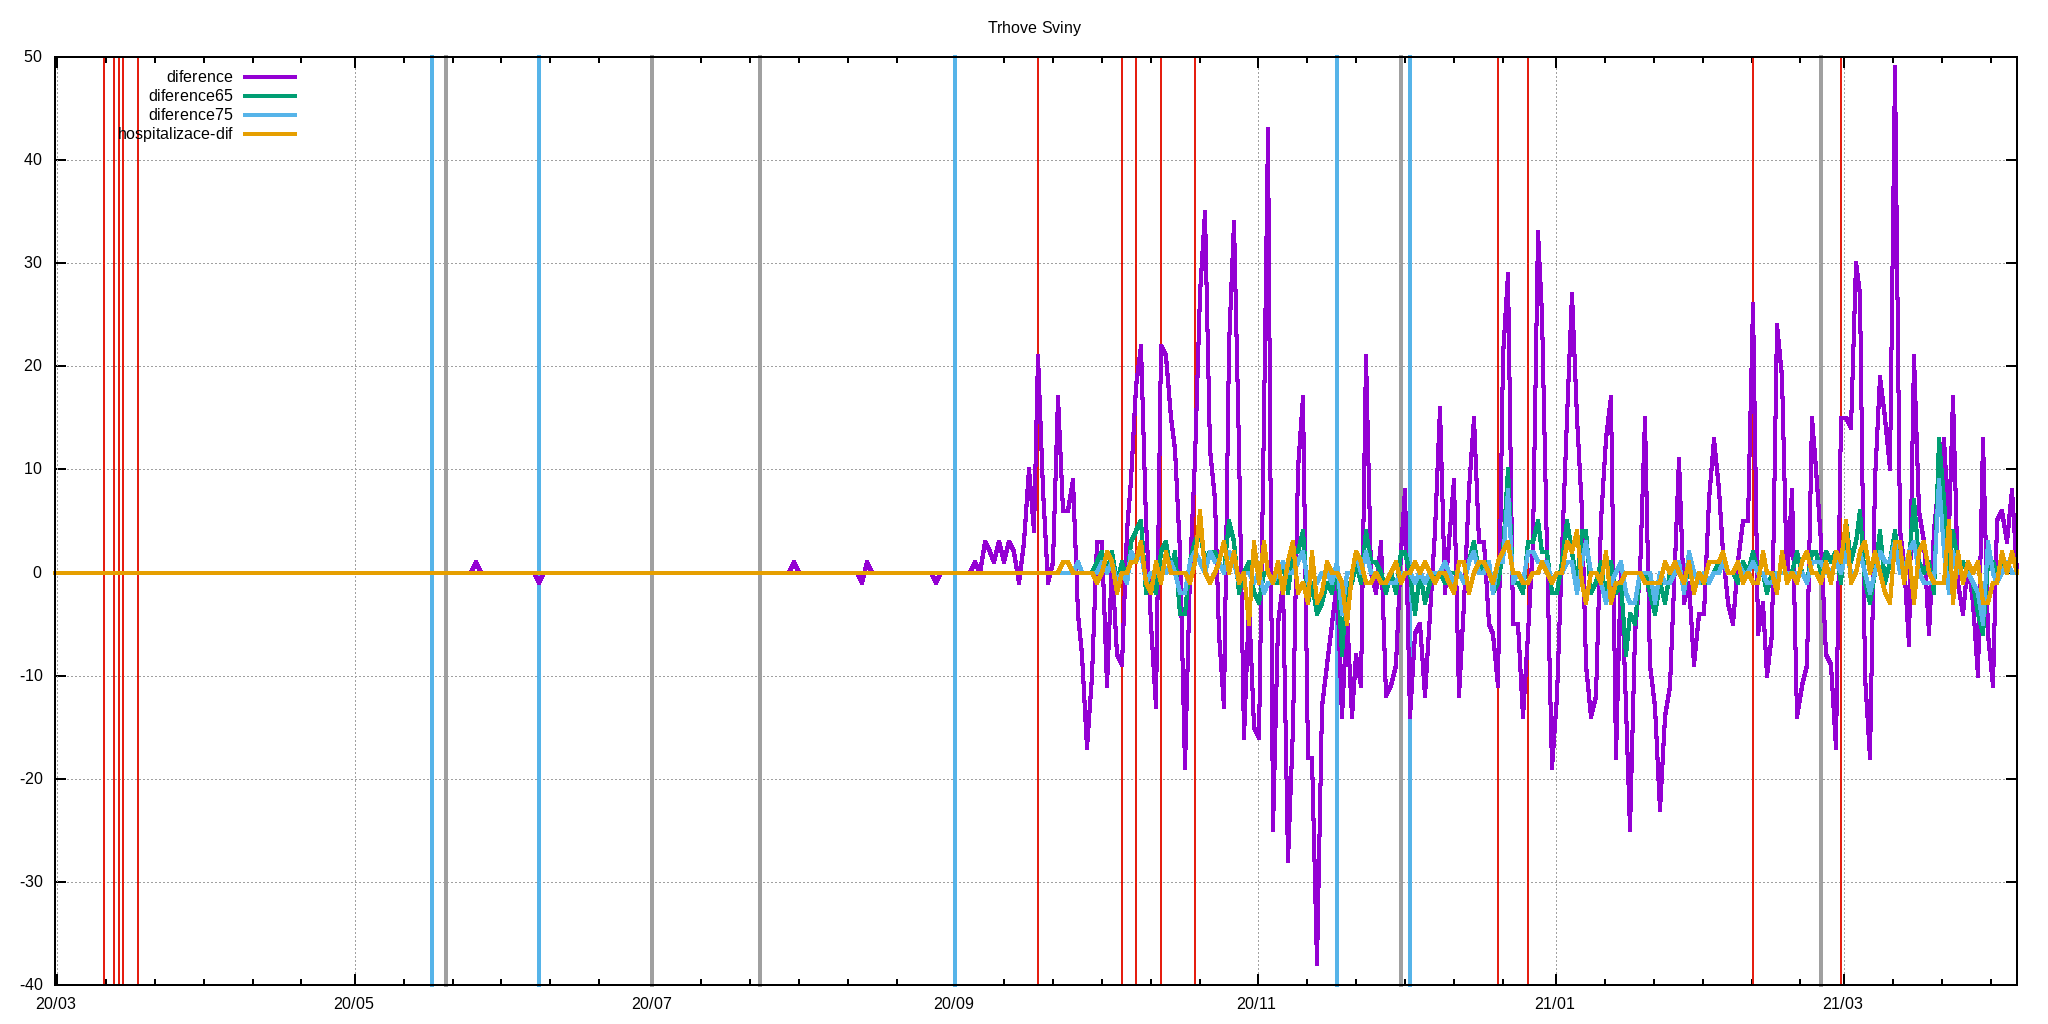 Trhove Sviny
50
40
30
20
10
0
-10
-20
-30
-40
diference
diference65
diference75
hospitalizace-dif
20/03 20/05 20/07 20/09 20/11 21/01 21/03